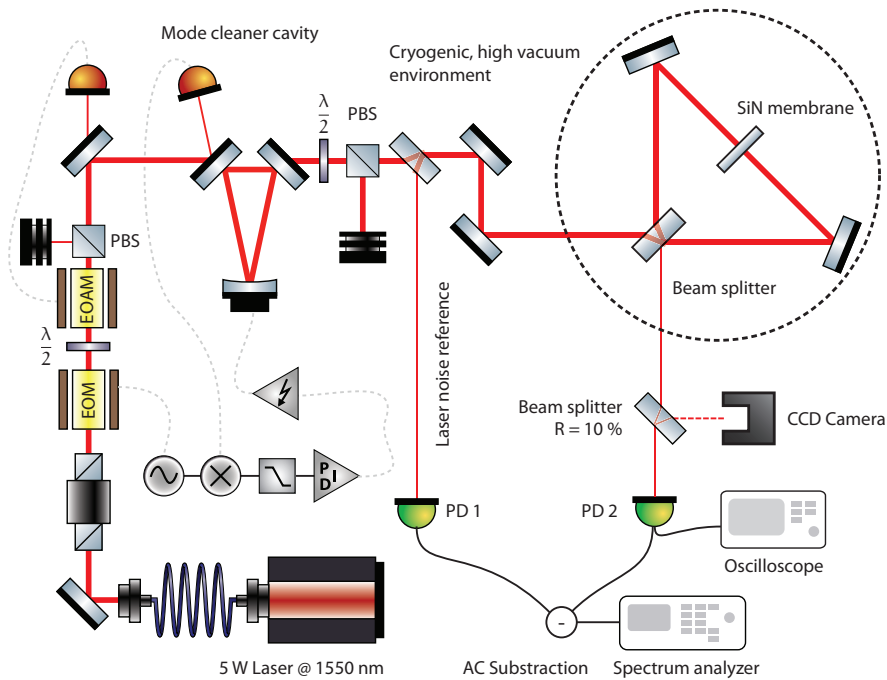 Mode cleaner cavity
Cryogenic, high vacuum
environment
SiN membrane
λ
2
PBS
PBS
EOAM
λ
2
EOM
Beam splitter
Laser noise reference
Beam splitter
R = 10 %
CCD Camera
P
I
D
PD 1
PD 2
Oscilloscope
-
5 W Laser @ 1550 nm
AC Substraction
Spectrum analyzer